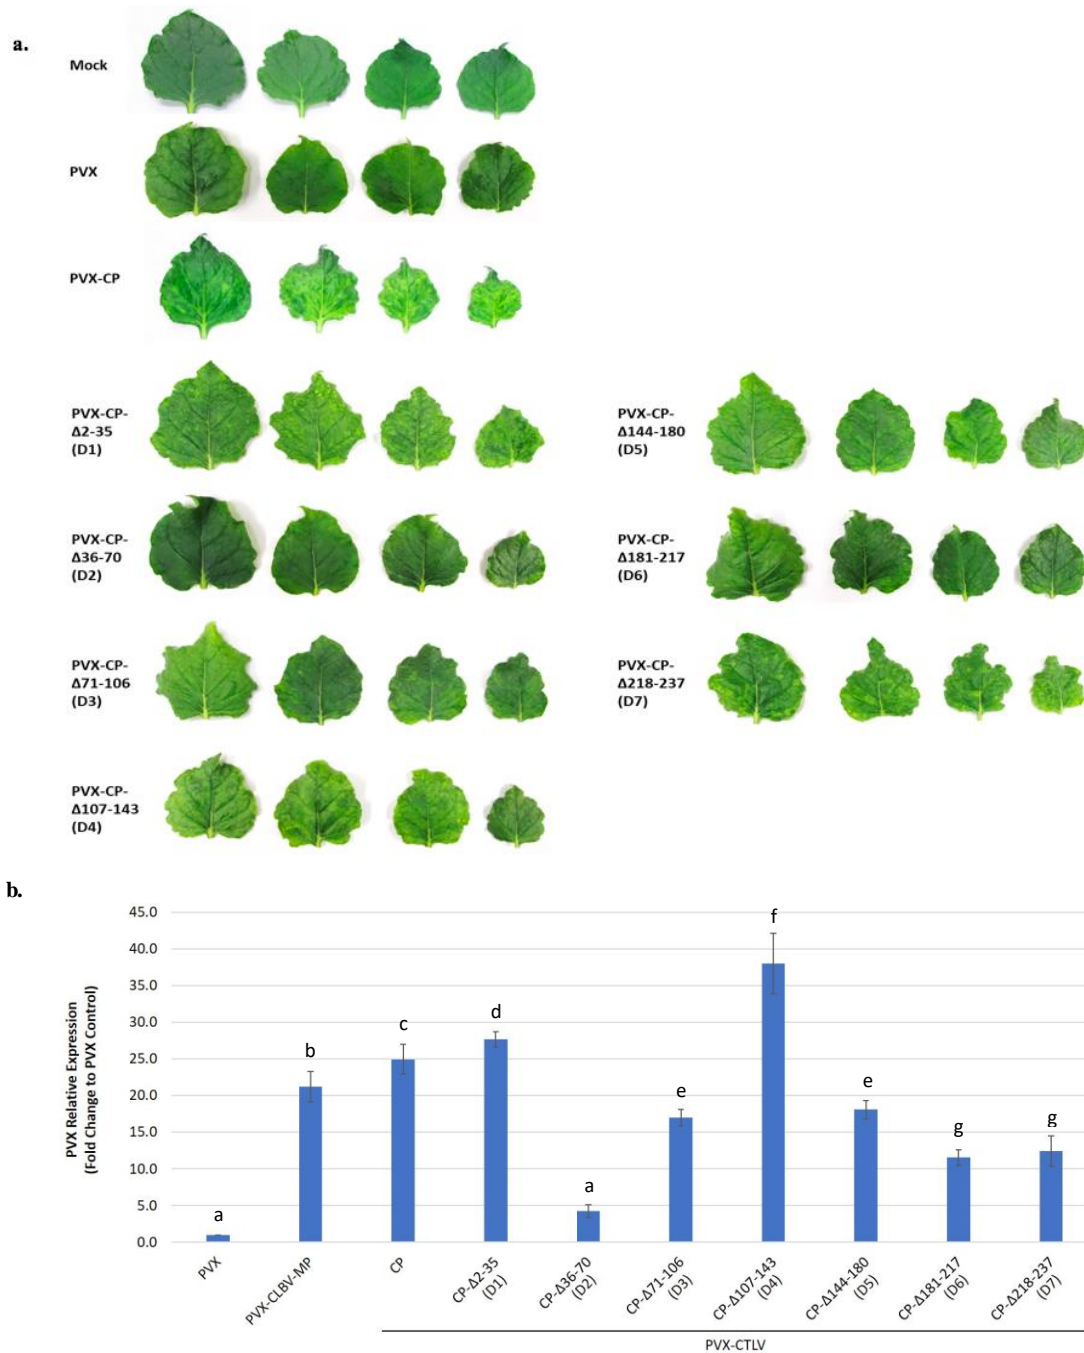 a.
Mock
PVX
PVX-CP
PVX-CP-
Δ2-35
(D1)
PVX-CP-
Δ36-70
(D2)
PVX-CP-
Δ71-106
(D3)
PVX-CP-
Δ107-143
(D4)
PVX-CP-
Δ144-180
(D5)
PVX-CP-
Δ181-217
(D6)
PVX-CP-
Δ218-237
(D7)
b.
PVX Relative Expression
(Fold Change to PVX Control)
45.0
40.0
35.0
30.0
25.0
20.0
15.0
10.0
5.0
0.0
a
b
c
d
a
e
f
e
g
g
PVX
PVX-CLBV-MP
CP
CP-Δ2-35
(D1)
CP-Δ36-70
(D2)
CP-Δ71-106
(D3)
CP-Δ107-143
(D4)
CP-Δ144-180
(D5)
CP-Δ181-217
(D6)
CP-Δ218-237
(D7)
PVX-CTLV